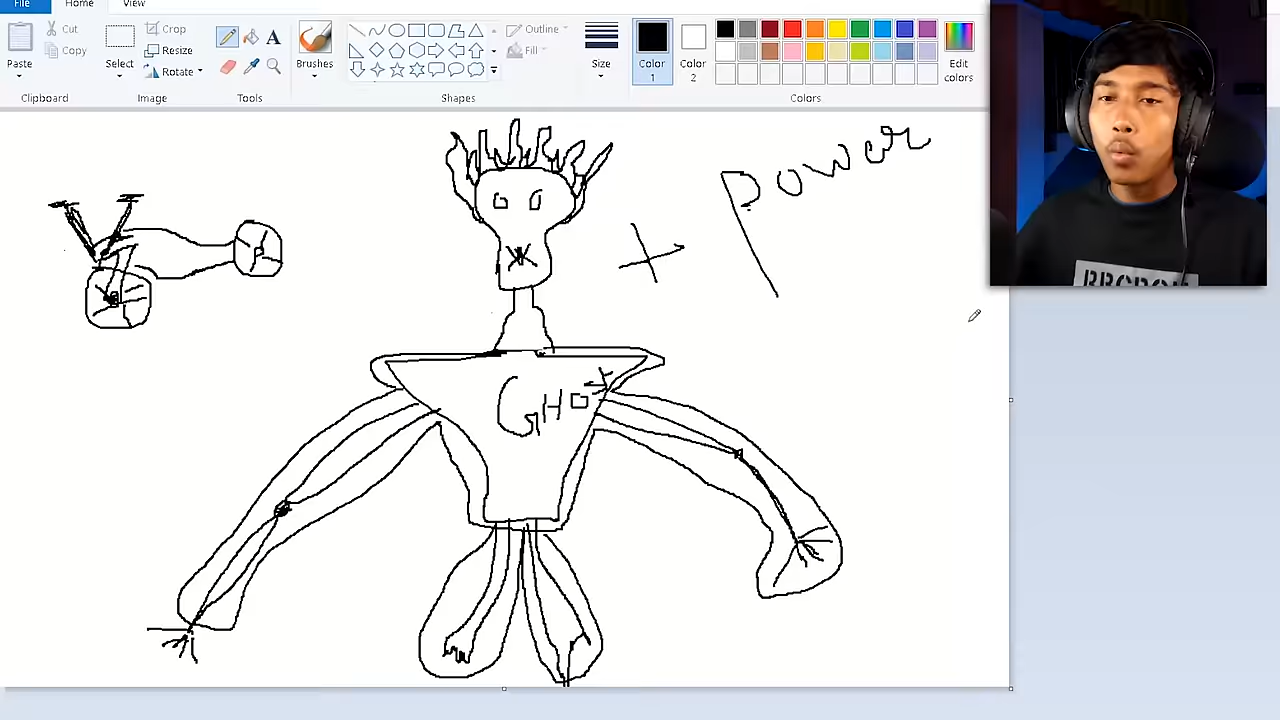 File
Home
View
Cut
Copy
Paste
Clipboard
Crop
Resize
Rotate
Select
Image
Tools
Brushes
Shapes
Outline
Fill
Size
Color
1
Color
2
Edit
colors
Colors
+ Power